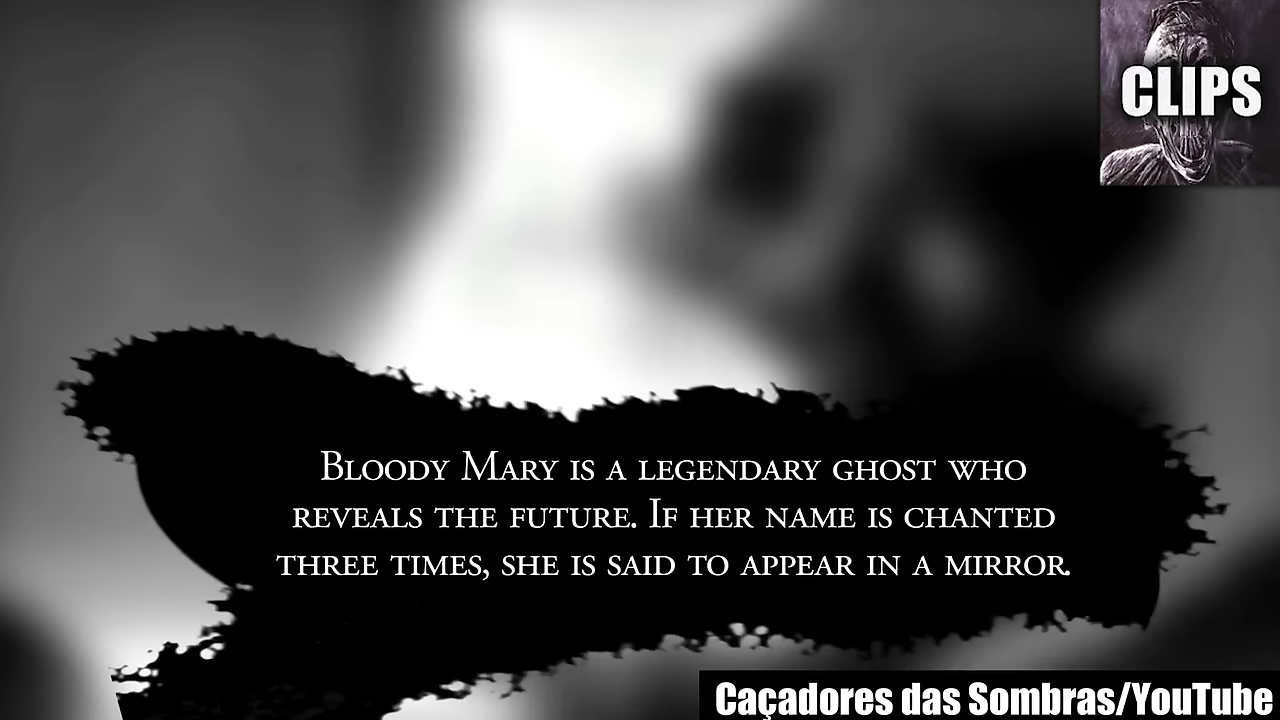 CLIPS
Bloody Mary is a legendary ghost who
reveals the future. If her name is chanted
three times, she is said to appear in a mirror.
Caçadores das Sombras/YouTube